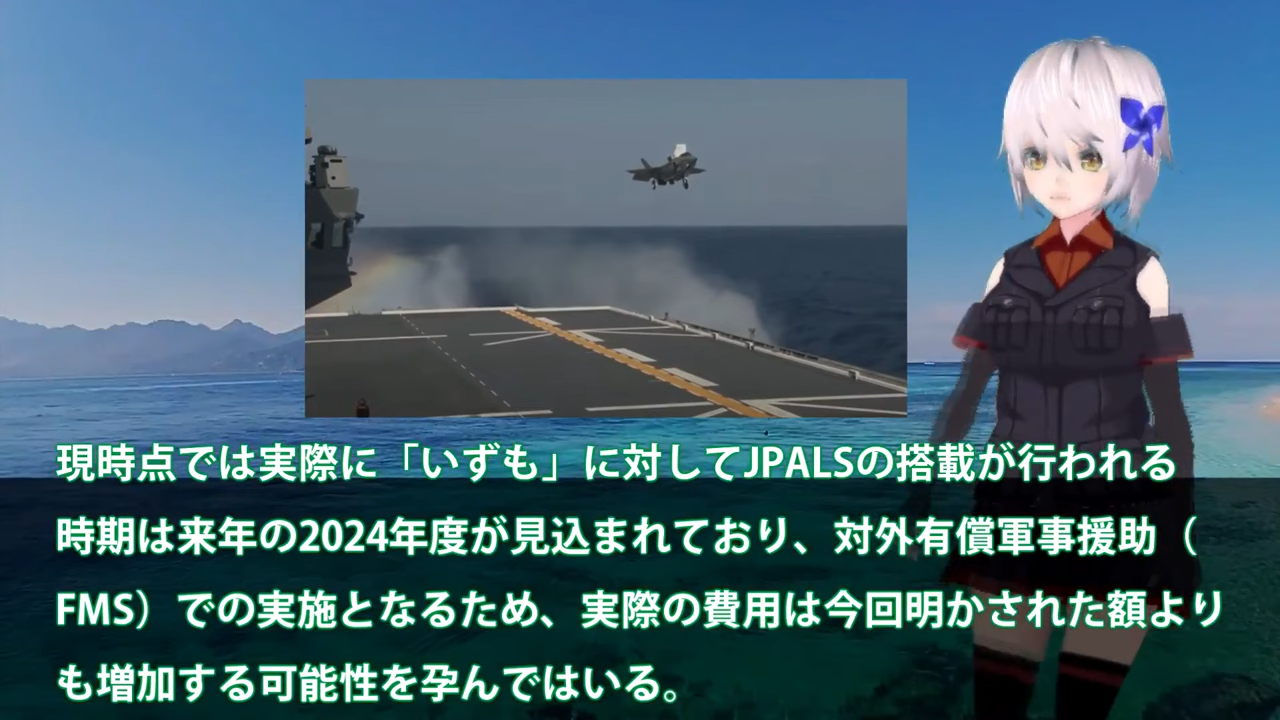 現時点では実際に「いずも」に対してJPALSの搭載が行われる
時期は来年の2024年度が見込まれており、対外有償軍事援助（
FMS）での実施となるため、実際の費用は今回明かされた額より
も増加する可能性を孕んではいる。